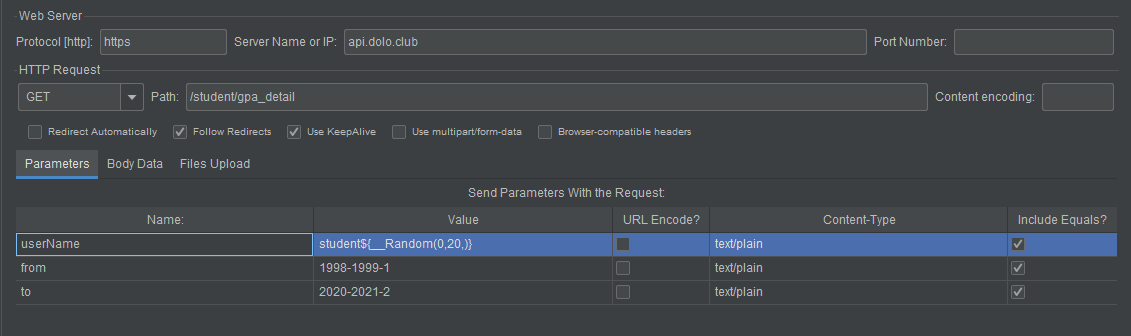 Web Server
Protocol [http]: https Server Name or IP: api.dolo.club Port Number:
HTTP Request
GET Path: /student/gpa_detail Content encoding:
Redirect Automatically Follow Redirects Use KeepAlive Use multipart/form-data Browser-compatible headers
Parameters Body Data Files Upload
Send Parameters With the Request:
Name: Value URL Encode? Content-Type Include Equals?
userName student${__Random(0,20,)} text/plain
from 1998-1999-1 text/plain
to 2020-2021-2 text/plain